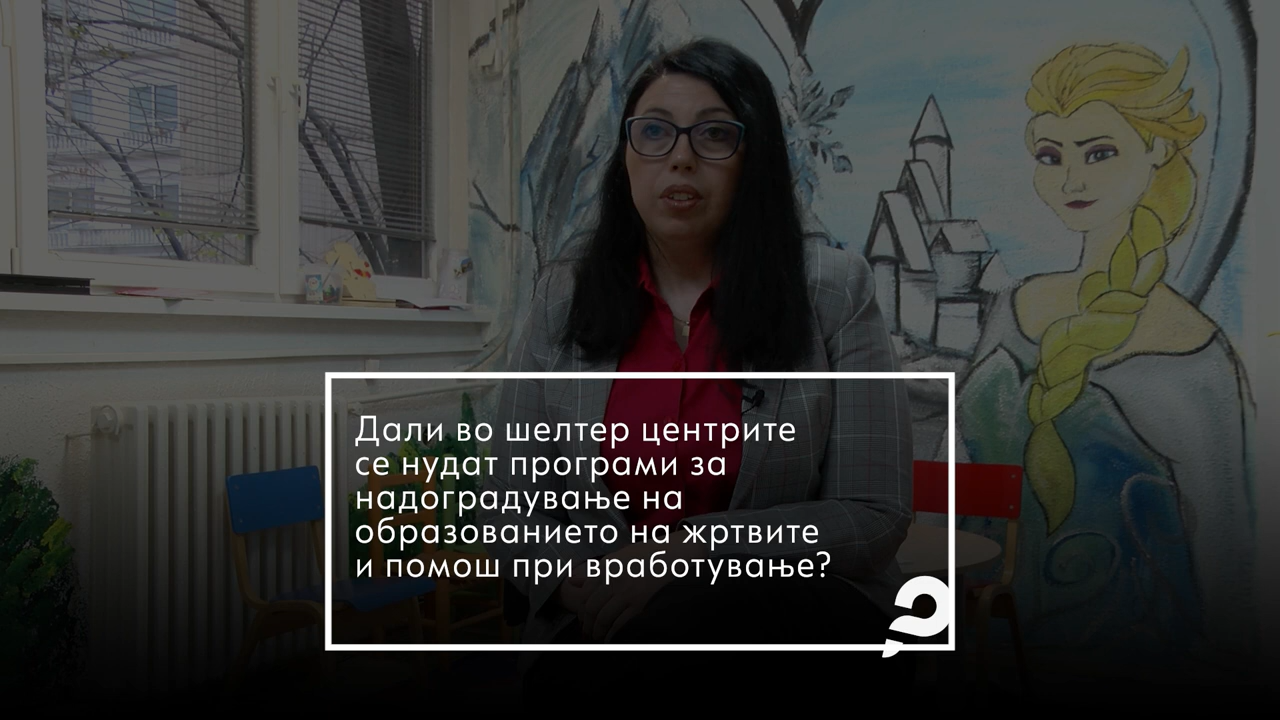 Дали во шелтер центрите
се нудат програми за
надоградување на
образованието на жртвите
и помош при вработување?